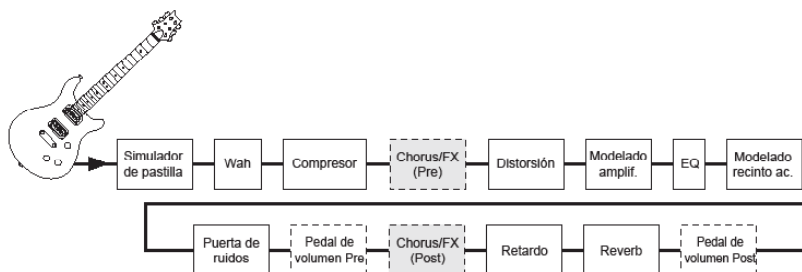 Simulador
de pastilla
Wah
Compresor
Chorus/FX
(Pre)
Distorsión
Modelado
amplif.
EQ
Modelado
recinto ac.
Puerta de
ruidos
Pedal de
volumen Pre
Chorus/FX
(Post)
Retardo
Reverb
Pedal de
volumen Post